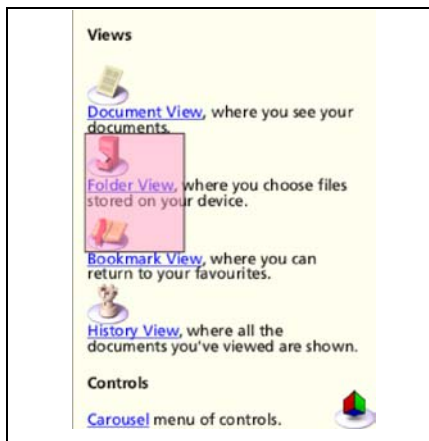 Views
Document View, where you see your
documents.
Folder View, where you choose files
stored on your device.
Bookmark View, where you can
return to your favourites.
History View, where all the
documents you've viewed are shown.
Controls
Carousel menu of controls.